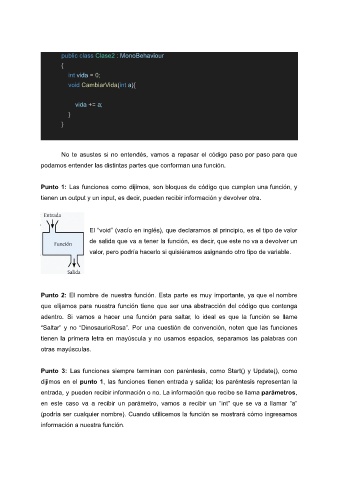 public class Clase2 : MonoBehaviour
{
int vida = 0;
void CambiarVida(int a){
vida += a;
}
}
No te asustes si no entendés, vamos a repasar el código paso por paso para que
podamos entender las distintas partes que conforman una función.
Punto 1: Las funciones como dijimos, son bloques de código que cumplen una función, y
tienen un output y un input, es decir, pueden recibir información y devolver otra.
Entrada
Función
Salida
El "void" (vacío en inglés), que declaramos al principio, es el tipo de valor
de salida que va a tener la función, es decir, que este no va a devolver un
valor, pero podría hacerlo si quisiéramos asignando otro tipo de variable.
Punto 2: El nombre de nuestra función. Esta parte es muy importante, ya que el nombre
que elijamos para nuestra función tiene que ser una abstracción del código que contenga
adentro. Si vamos a hacer una función para saltar, lo ideal es que la función se llame
"Saltar" y no "DinosaurioRosa". Por una cuestión de convención, noten que las funciones
tienen la primera letra en mayúscula y no usamos espacios, separamos las palabras con
otras mayúsculas.
Punto 3: Las funciones siempre terminan con paréntesis, como Start() y Update(), como
dijimos en el punto 1, las funciones tienen entrada y salida; los paréntesis representan la
entrada, y pueden recibir información o no. La información que recibe se llama parámetros,
en este caso va a recibir un parámetro, vamos a recibir un "int" que se va a llamar "a"
(podría ser cualquier nombre). Cuando utilicemos la función se mostrará cómo ingresamos
información a nuestra función.